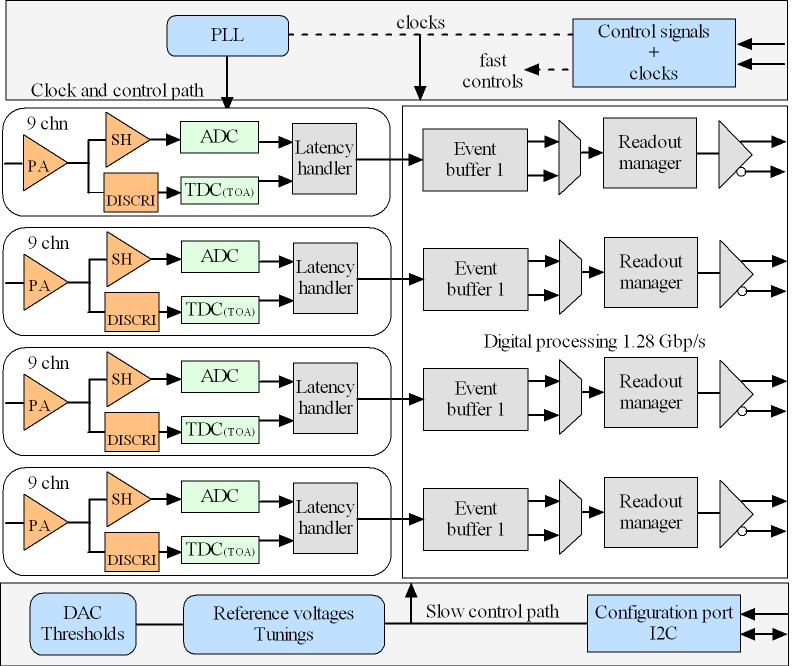 PLL
clocks
Control signals
+
clocks
fast
controls
Clock and control path
9 chn
PA
SH
ADC
DISCRI
TDC(TOA)
Latency
handler
Event
buffer 1
Readout
manager
9 chn
PA
SH
ADC
DISCRI
TDC(TOA)
Latency
handler
Event
buffer 1
Readout
manager
Digital processing 1.28 Gbp/s
9 chn
PA
SH
ADC
DISCRI
TDC(TOA)
Latency
handler
Event
buffer 1
Readout
manager
9 chn
PA
SH
ADC
DISCRI
TDC(TOA)
Latency
handler
Event
buffer 1
Readout
manager
DAC
Thresholds
Reference voltages
Tunings
Slow control path
Configuration port
I2C